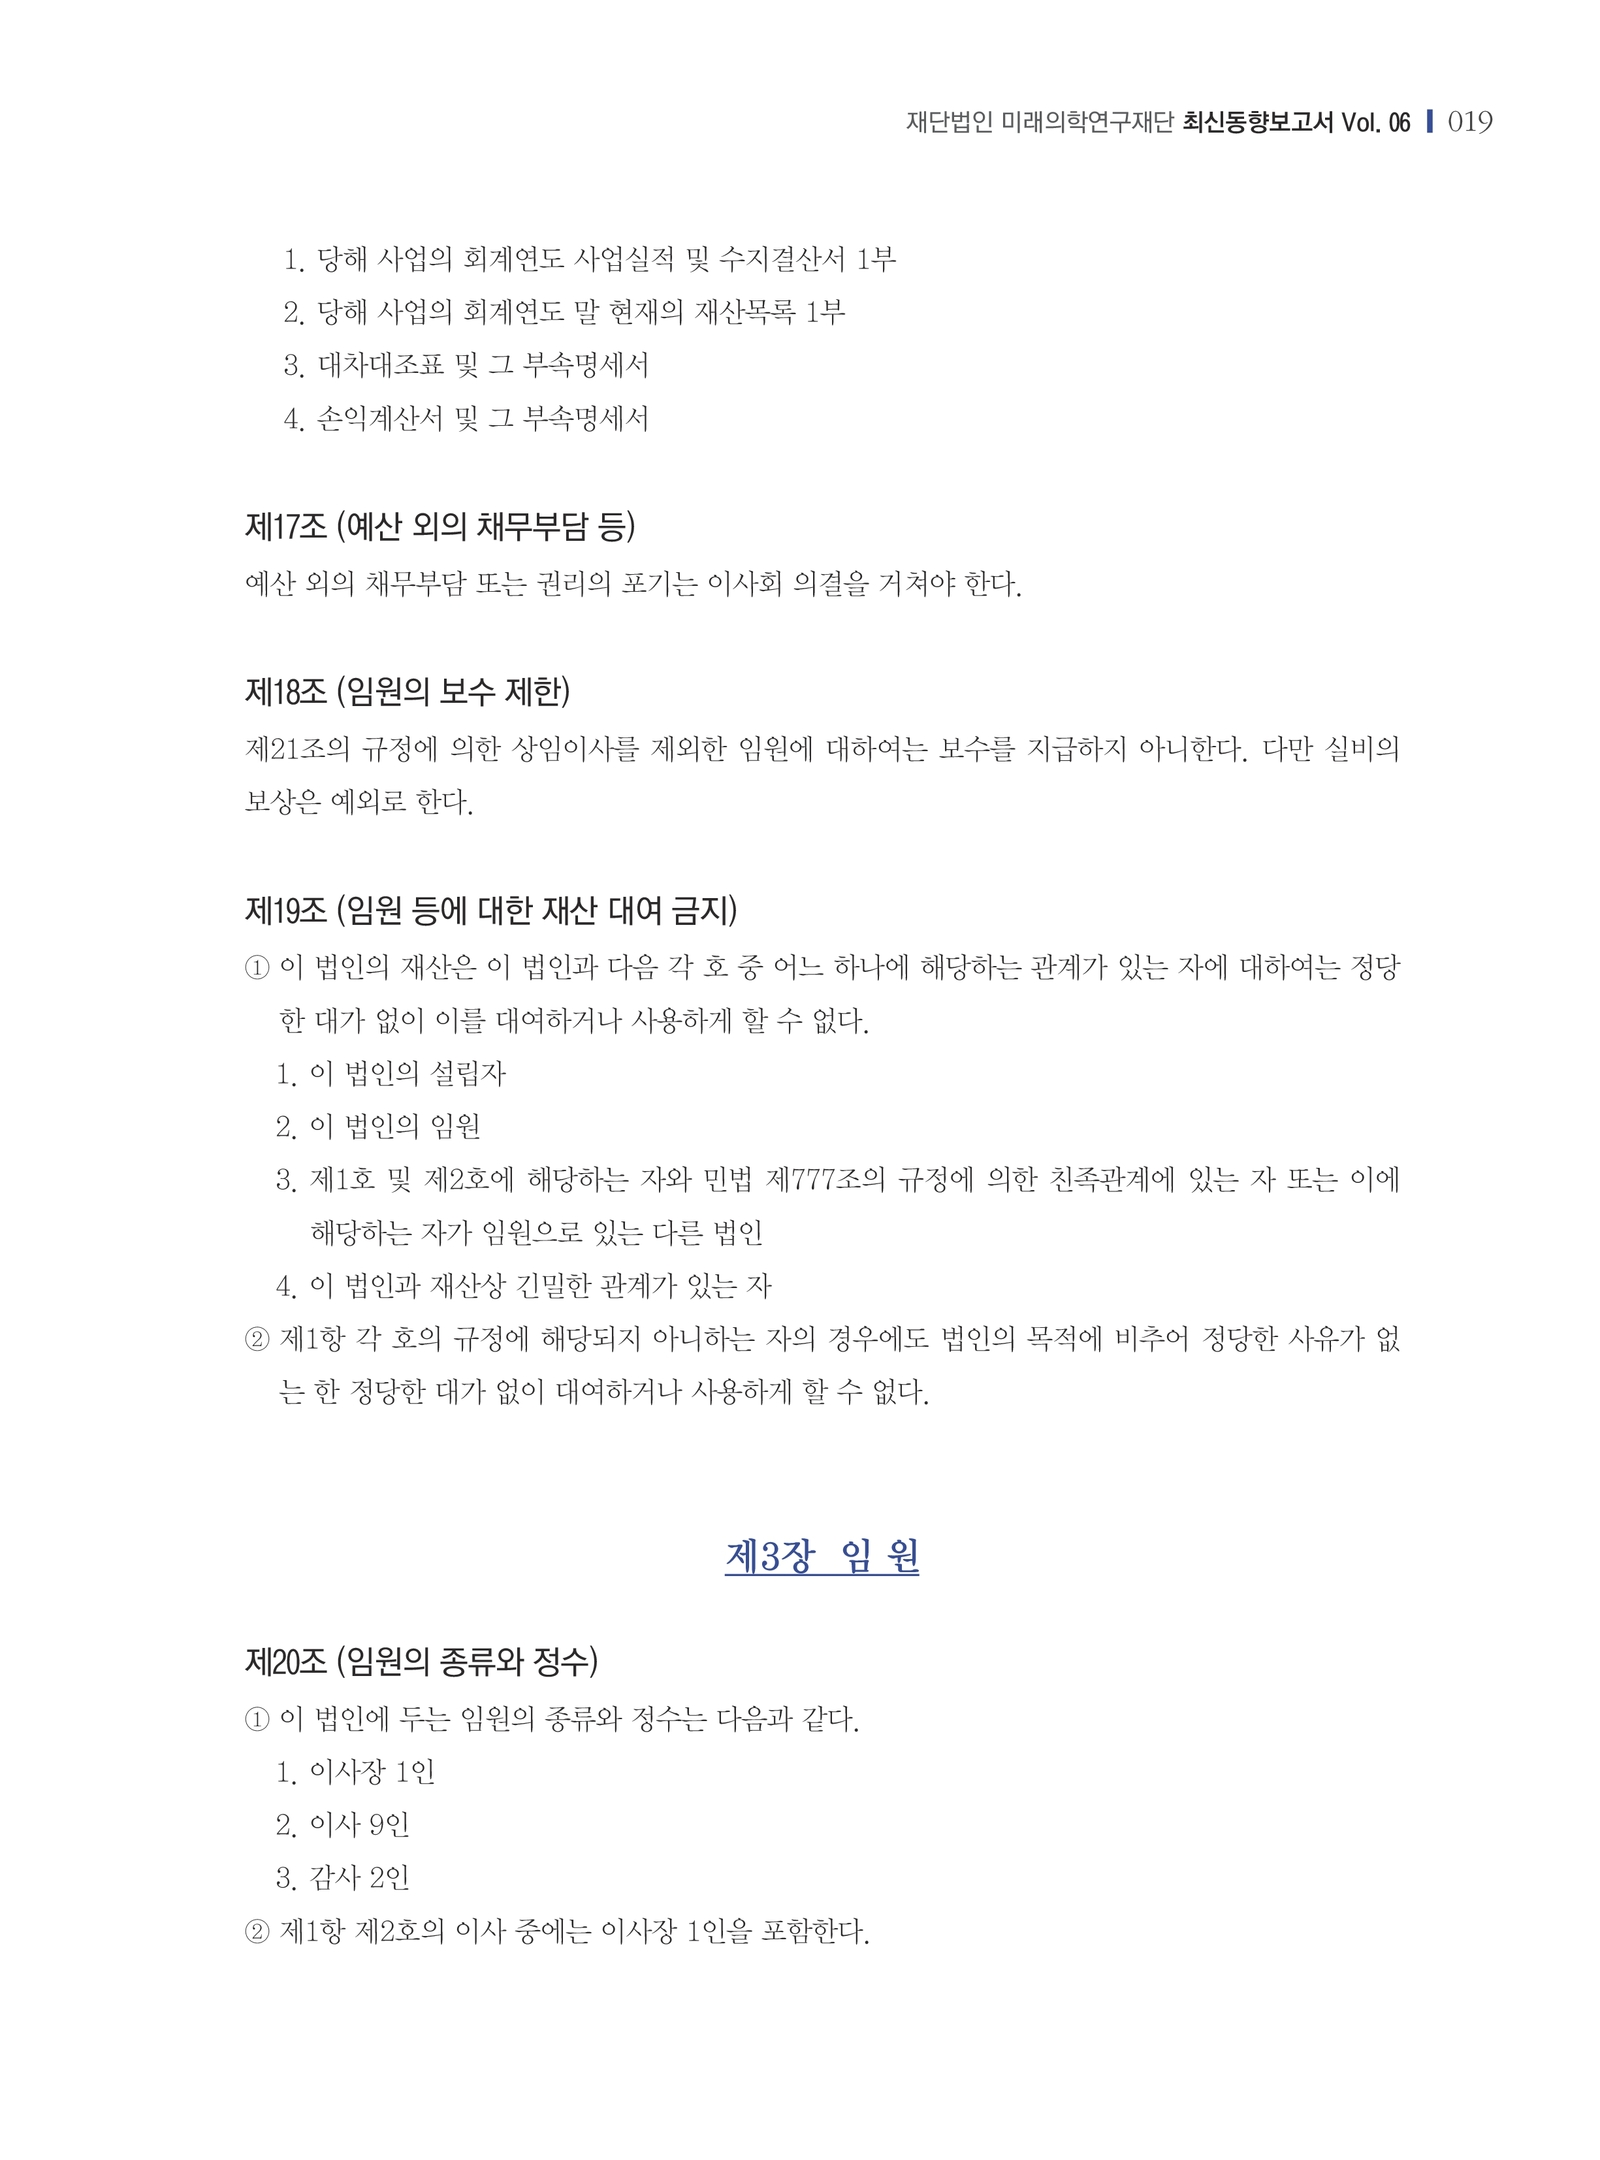 재단법인 미래의학연구재단 최신동향보고서 Vol. 06 019
1. 당해 사업의 회계연도 사업실적 및 수지결산서 1부
2. 당해 사업의 회계연도 말 현재의 재산목록 1부
3. 대차대조표 및 그 부속명세서
4. 손익계산서 및 그 부속명세서
제17조 (예산 외의 채무부담 등)
예산 외의 채무부담 또는 권리의 포기는 이사회 의결을 거쳐야 한다.
제18조 (임원의 보수 제한)
제21조의 규정에 의한 상임이사를 제외한 임원에 대하여는 보수를 지급하지 아니한다. 다만 실비의
보상은 예외로 한다.
제19조 (임원 등에 대한 재산 대여 금지)
① 이 법인의 재산은 이 법인과 다음 각 호 중 어느 하나에 해당하는 관계가 있는 자에 대하여는 정당
한 대가 없이 이를 대여하거나 사용하게 할 수 없다.
1. 이 법인의 설립자
2. 이 법인의 임원
3. 제1호 및 제2호에 해당하는 자와 민법 제777조의 규정에 의한 친족관계에 있는 자 또는 이에
해당하는 자가 임원으로 있는 다른 법인
4. 이 법인과 재산상 긴밀한 관계가 있는 자
② 제1항 각 호의 규정에 해당되지 아니하는 자의 경우에도 법인의 목적에 비추어 정당한 사유가 없
는 한 정당한 대가 없이 대여하거나 사용하게 할 수 없다.
제3장 임 원
제20조 (임원의 종류와 정수)
① 이 법인에 두는 임원의 종류와 정수는 다음과 같다.
1. 이사장 1인
2. 이사 9인
3. 감사 2인
② 제1항 제2호의 이사 중에는 이사장 1인을 포함한다.